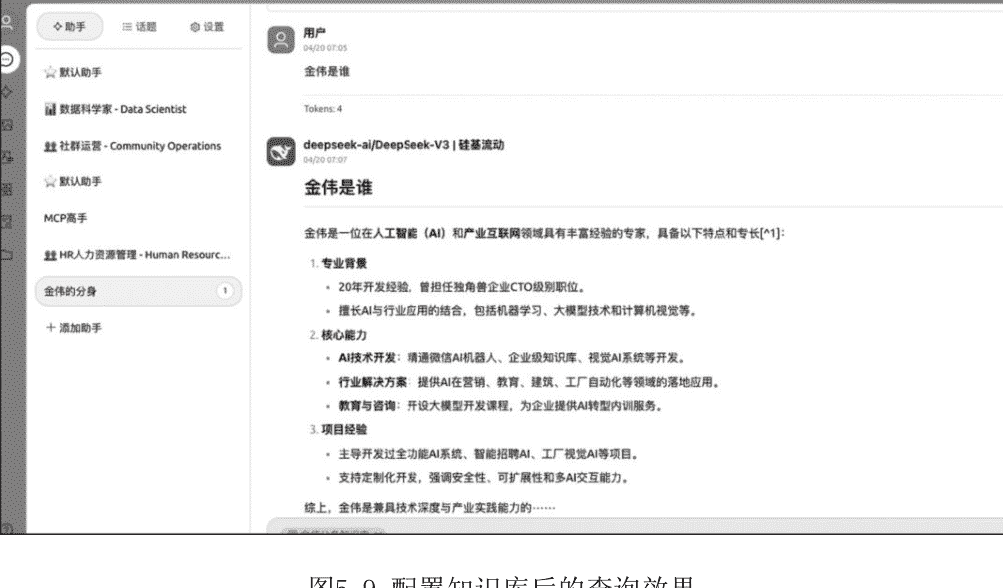 助手
话题
设置
默认助手
数据科学家 - Data Scientist
社群运营 - Community Operations
默认助手
MCP高手
HR人力资源管理 - Human Resourc...
金伟的分身
1
添加助手
用户
04/20 07:05
金伟是谁
Tokens: 4
deepseek-ai/DeepSeek-V3 | 硅基流动
04/20 07:07
金伟是谁
金伟是一位在人工智能（AI）和产业互联网领域具有丰富经验的专家，具备以下特点和专长[^1]:
1. 专业背景
• 20年开发经验，曾担任独角兽企业CTO级别职位。
• 擅长AI与行业应用的结合，包括机器学习、大模型技术和计算机视觉等。
2. 核心能力
• AI技术开发：精通微信AI机器人、企业级知识库、视觉AI系统等开发。
• 行业解决方案：提供AI在营销、教育、建筑、工厂自动化等领域的落地应用。
• 教育与咨询：开设大模型开发课程，为企业提供AI转型内训服务。
3. 项目经验
• 主导开发过全功能AI系统、智能招聘AI、工厂视觉AI等项目。
• 支持定制化开发，强调安全性、可扩展性和多AI交互能力。
综上，金伟是兼具技术深度与产业实践能力的……
图5-9 配置知识库后的查询效果